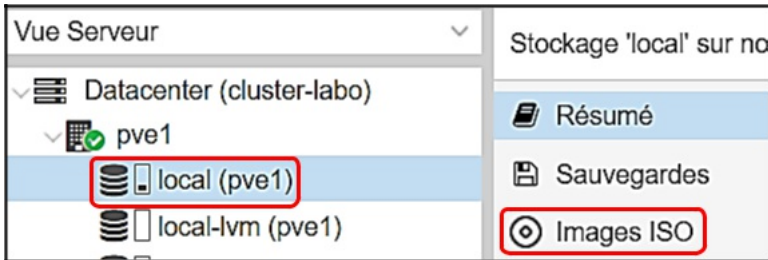 Vue Serveur
Datacenter (cluster-labo)
pve1
local (pve1)
local-lvm (pve1)
Stockage 'local' sur no
Résumé
Sauvegardes
Images ISO